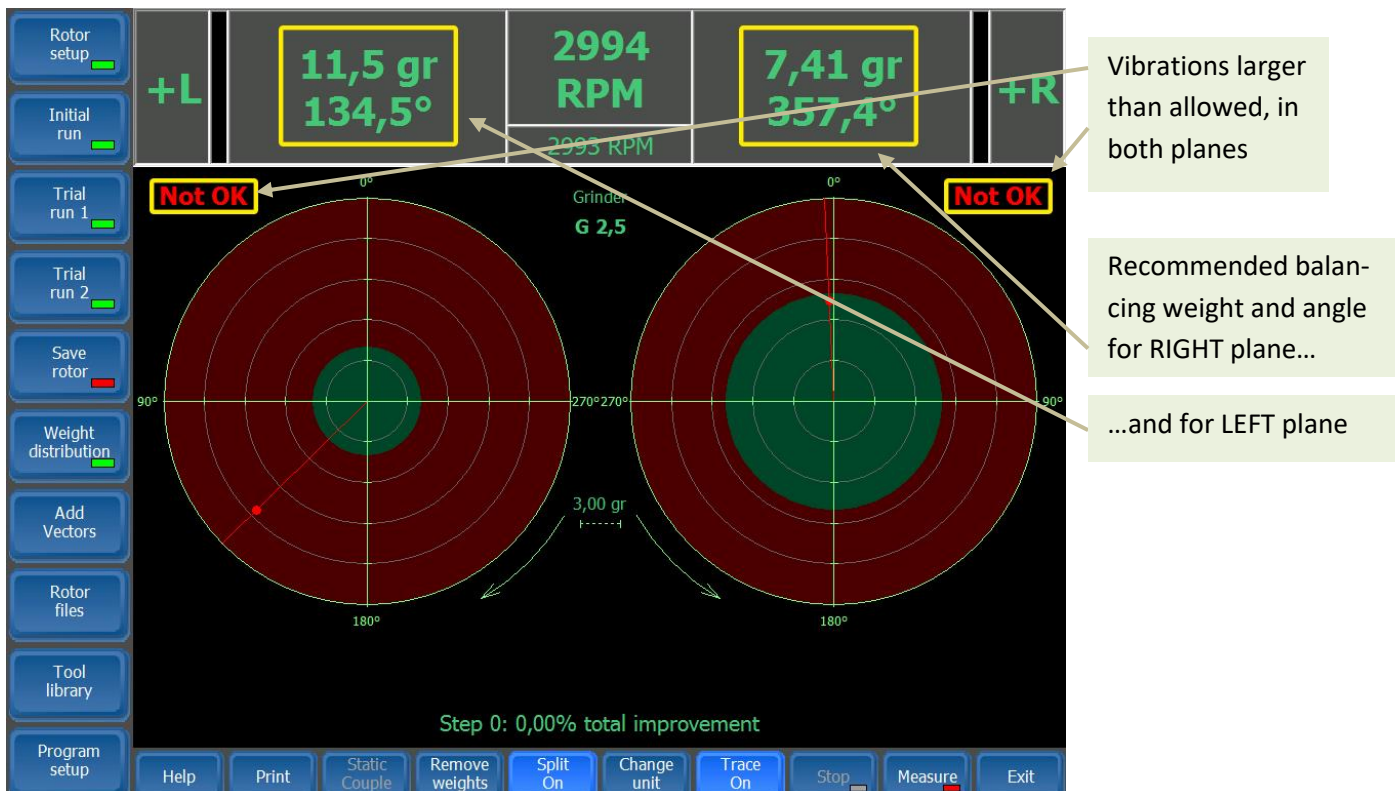 Rotor
setup
Initial
run
Trial
run 1
Trial
run 2
Save
rotor
Weight
distribution
Add
Vectors
Rotor
files
Tool
library
Program
setup
+L
11,5 gr
134,5°
2994
RPM
2993 RPM
7,41 gr
357,4°
+R
Not OK
0°
Grinder
G 2,5
0°
Not OK
90°
270°
270°
90°
3,00 gr
180°
180°
Step 0: 0,00% total improvement
Help
Print
Static
Couple
Remove
weights
Split
On
Change
unit
Trace
On
Stop
Measure
Exit
Vibrations larger
than allowed, in
both planes
Recommended balan-
cing weight and angle
for RIGHT plane…
…and for LEFT plane